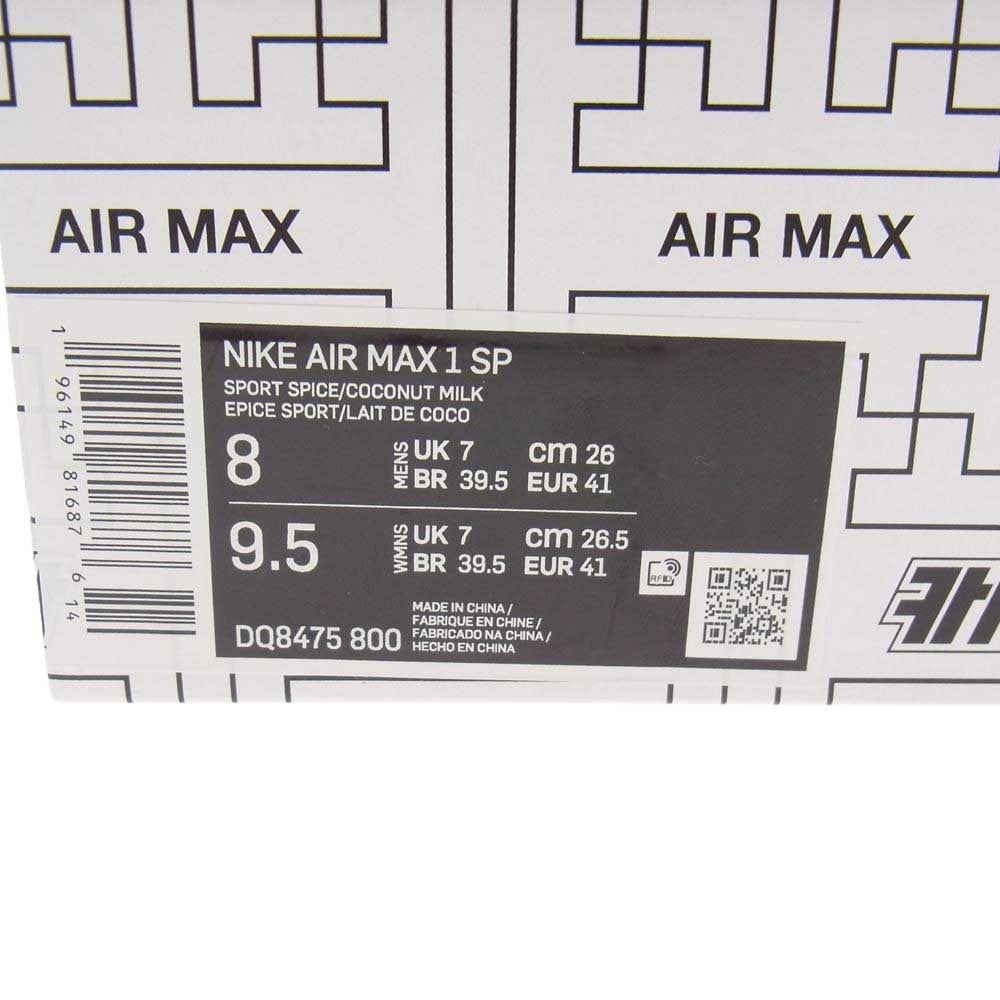 AIR MAX
AIR MAX
NIKE AIR MAX 1 SP
SPORT SPICE/COCONUT MILK
EPICE SPORT/LAIT DE COCO
8 MENS UK 7 cm 26
BR 39.5 EUR 41
9.5 WMNS UK 7 cm 26.5
BR 39.5 EUR 41
RFID
DQ8475 800
MADE IN CHINA /
FABRIQUE EN CHINE /
FABRICADO NA CHINA /
HECHO EN CHINA
1 96149 81687 6 14